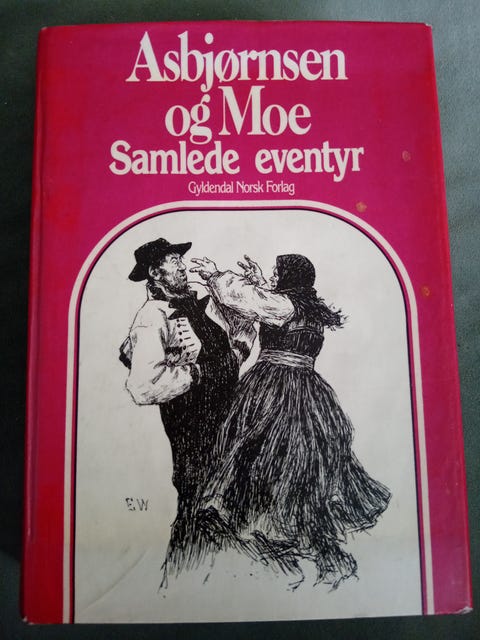 Asbjørnsen
og Moe
Samlede eventyr
Gyldendal Norsk Forlag
EW